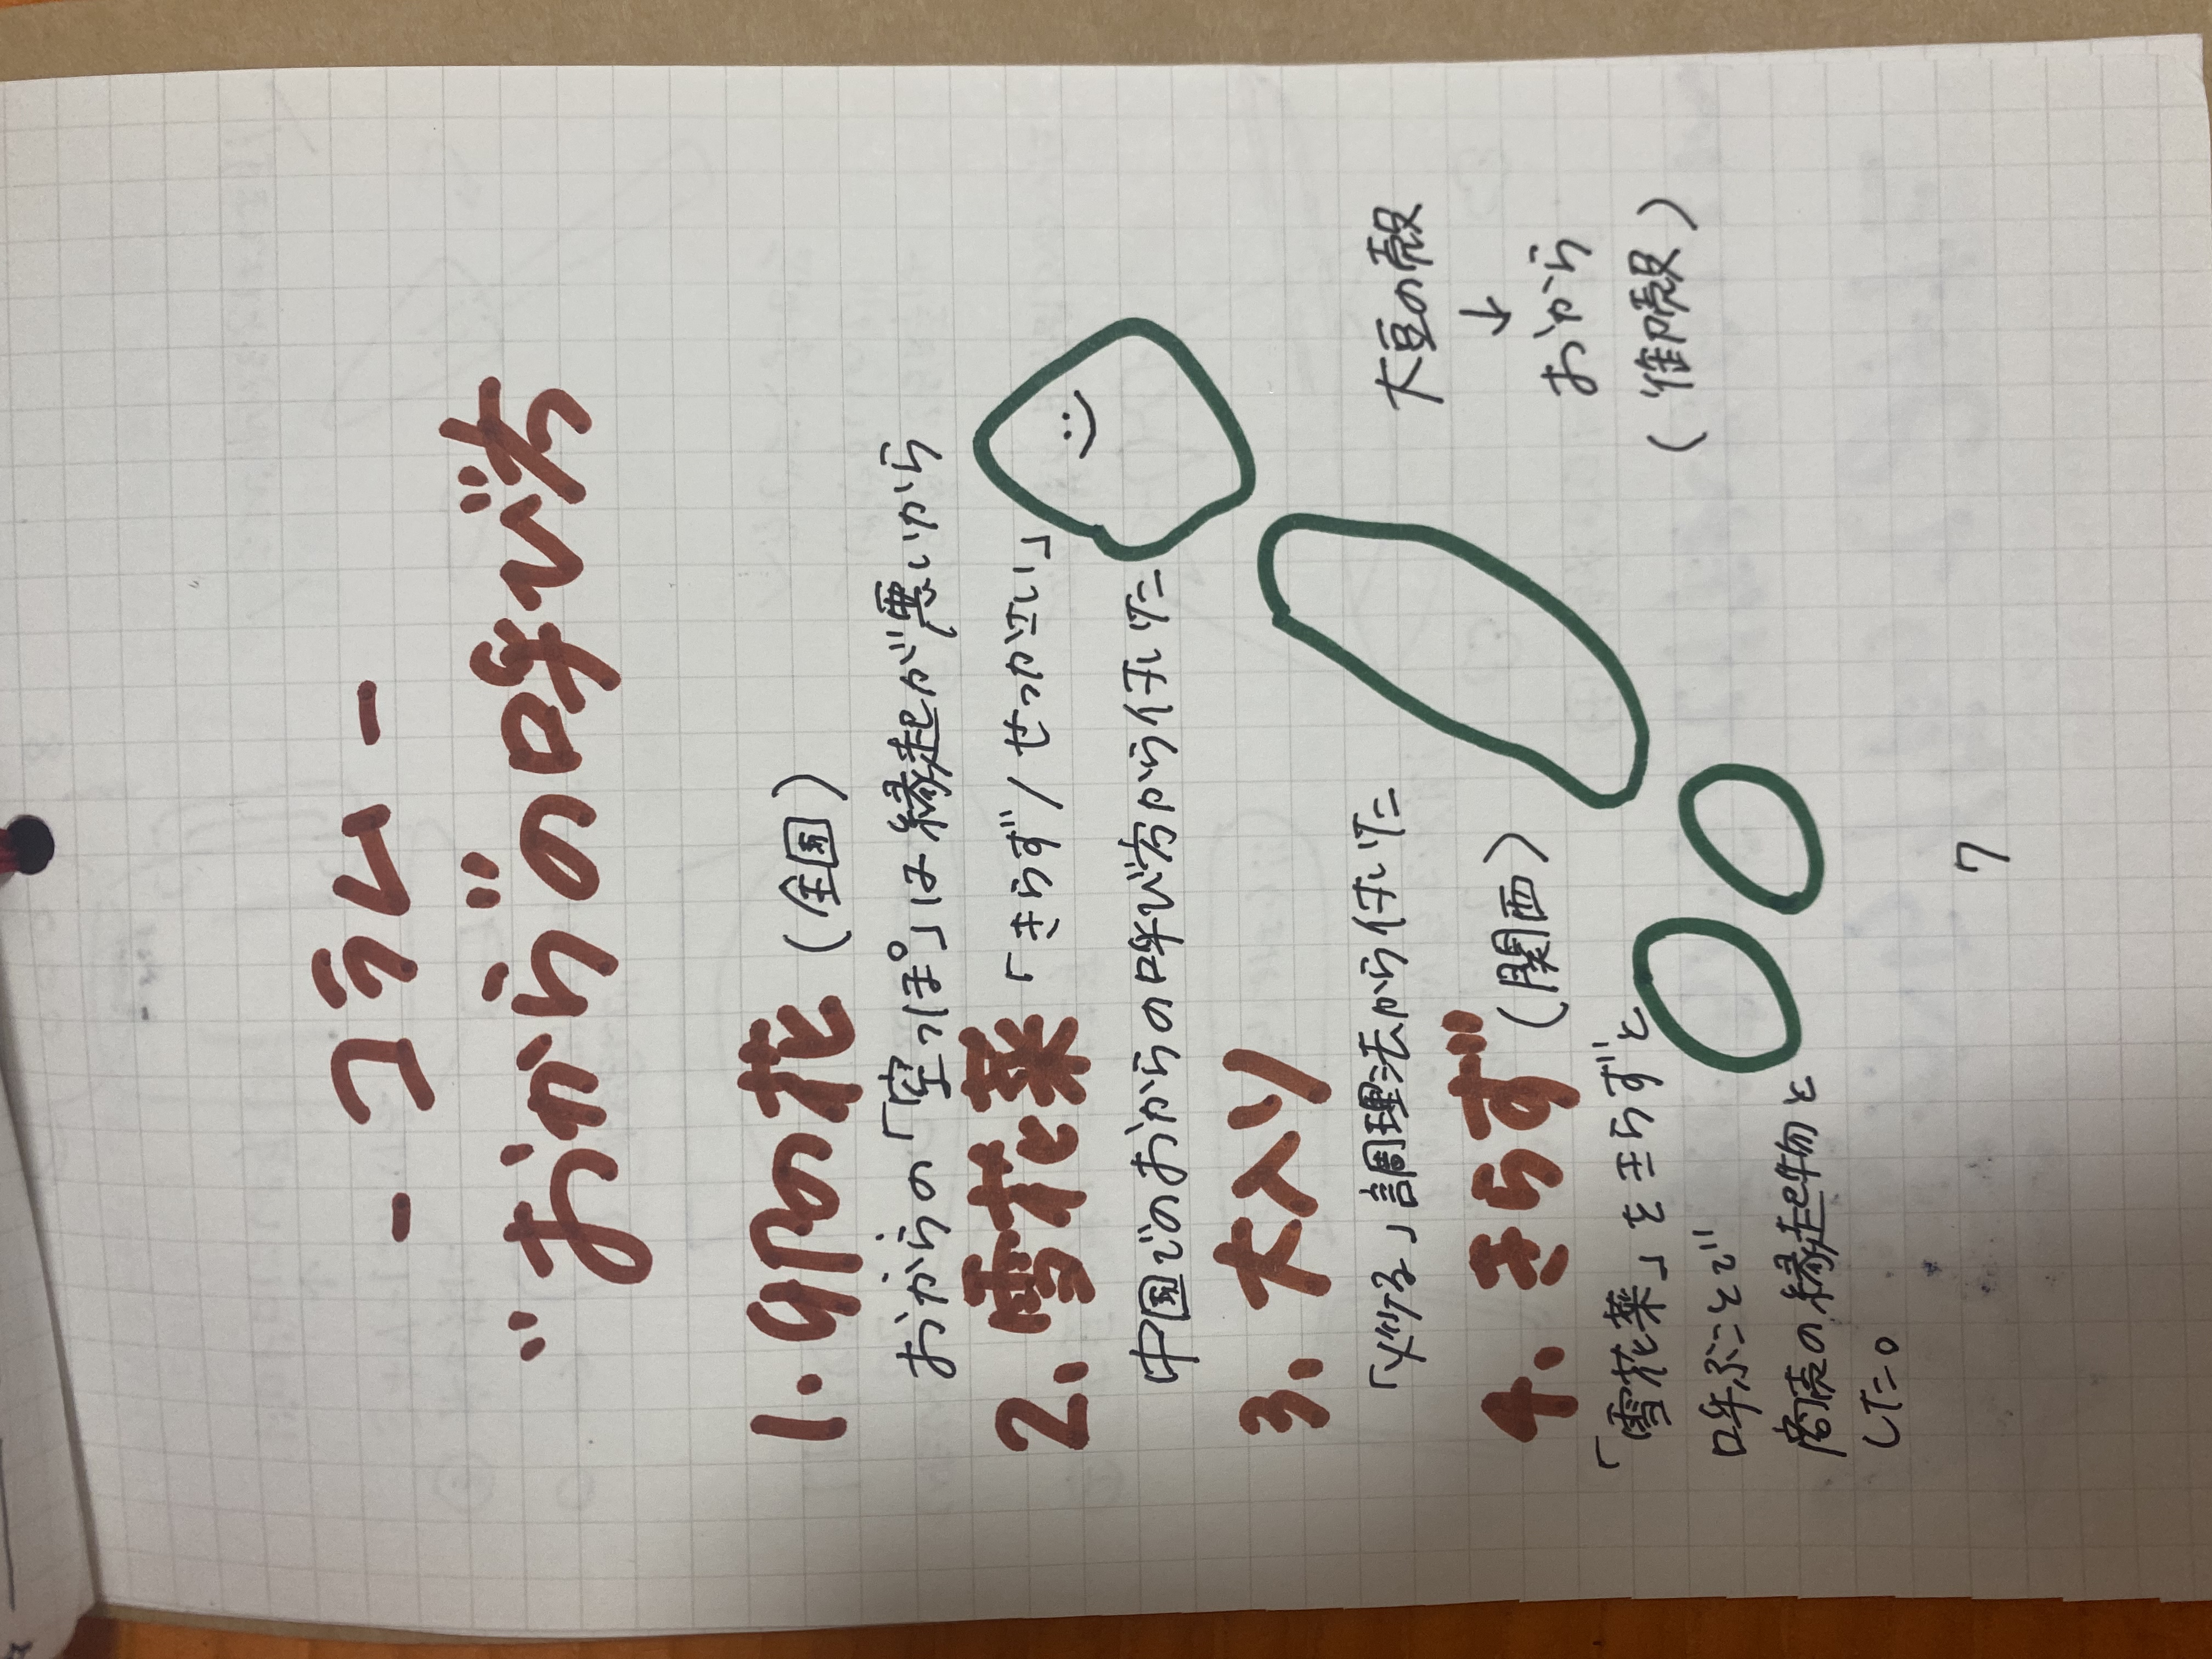 - コラム -
"おから"の呼び方
1. 卯の花 (全国)
おからの「空っぽ」は縁起が悪いから
2. 雪花菜「きらず/せっかさい」
中国でのおからの呼び方から付いた
3. 大入り
「炒る」調理法から付いた
4. きらず (関西)
「雪花菜」をきらずと
呼ぶことで
商売の縁起物と
した。
大豆の殻
↓
おから
(御殻)
7